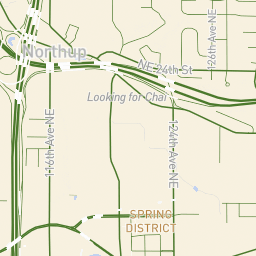 Northup
NE 24th St
126th Ave NE
Looking for Chai
116th Ave NE
124th Ave NE
SPRING
DISTRICT